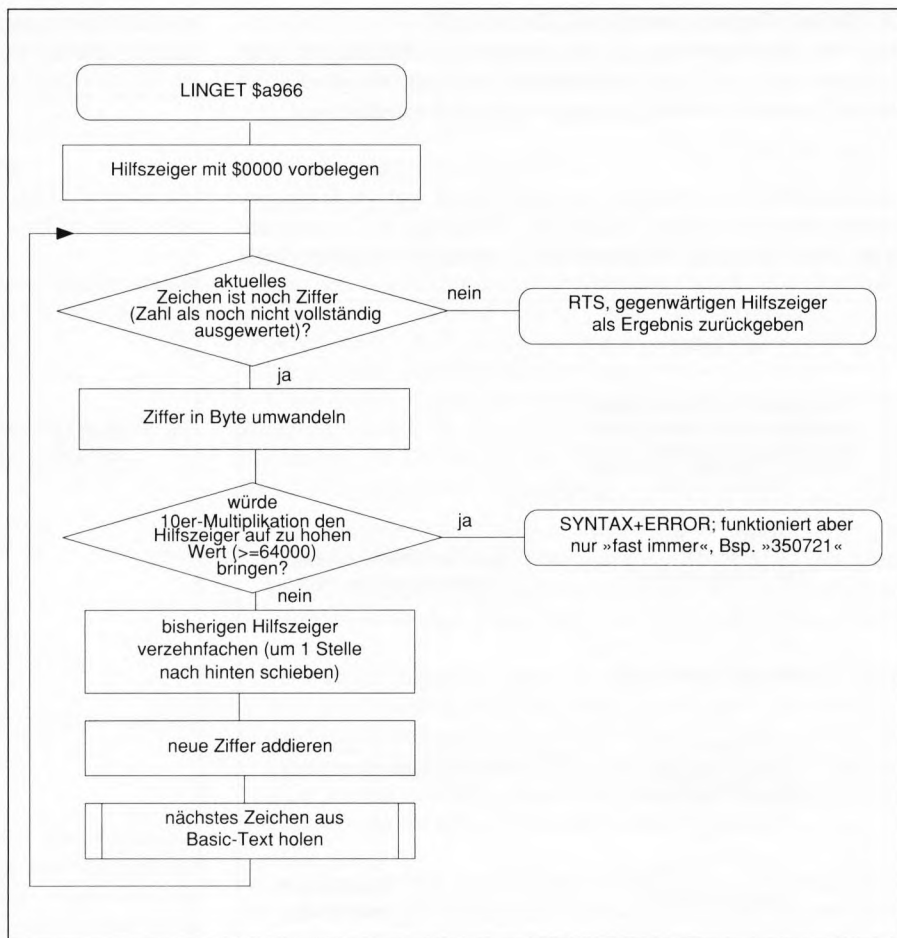 LINGET $a966
Hilfszeiger mit $0000 vorbelegen
aktuelles
Zeichen ist noch Ziffer
(Zahl als noch nicht vollständig
ausgewertet)?
nein
RTS, gegenwärtigen Hilfszeiger
als Ergebnis zurückgeben
ja
Ziffer in Byte umwandeln
würde
10er-Multiplikation den
Hilfszeiger auf zu hohen
Wert (>=64000)
bringen?
ja
SYNTAX+ERROR; funktioniert aber
nur »fast immer«, Bsp. »350721«
nein
bisherigen Hilfszeiger
verzehnfachen (um 1 Stelle
nach hinten schieben)
neue Ziffer addieren
nächstes Zeichen aus
Basic-Text holen